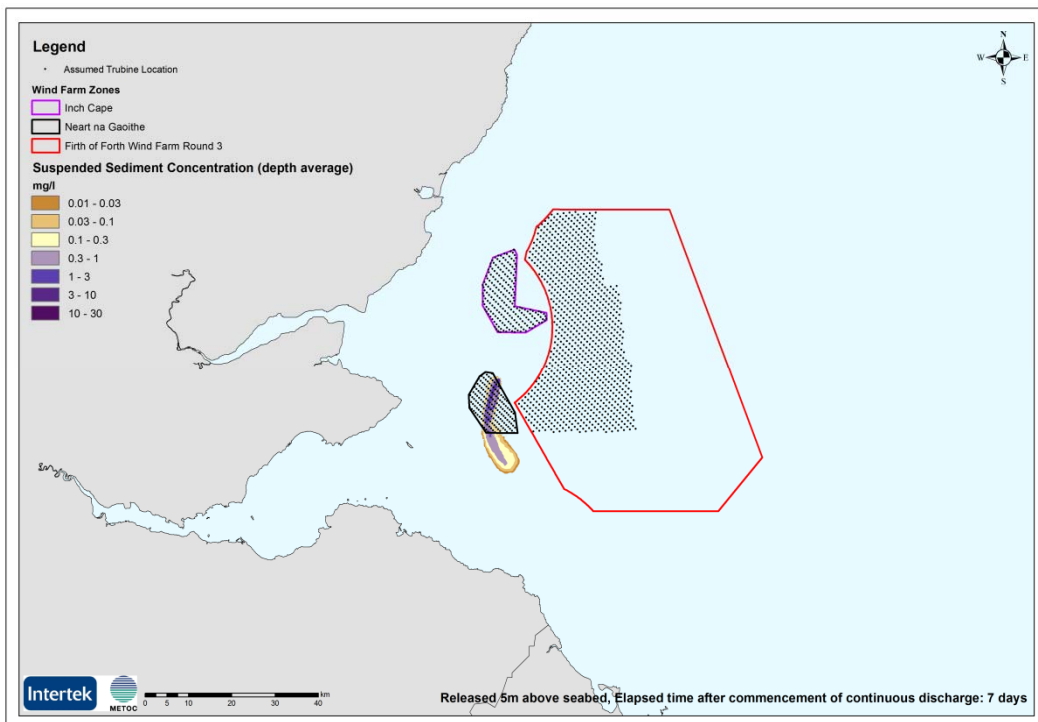 Legend
Assumed Trubine Location
Wind Farm Zones
Inch Cape
Neart na Gaoithe
Firth of Forth Wind Farm Round 3
Suspended Sediment Concentration (depth average)
mg/l
0.01 - 0.03
0.03 - 0.1
0.1 - 0.3
0.3 - 1
1 - 3
3 - 10
10 - 30
N
W E
S
Intertek
METOC
km
0 5 10 20 30 40
Released 5m above seabed, Elapsed time after commencement of continuous discharge: 7 days